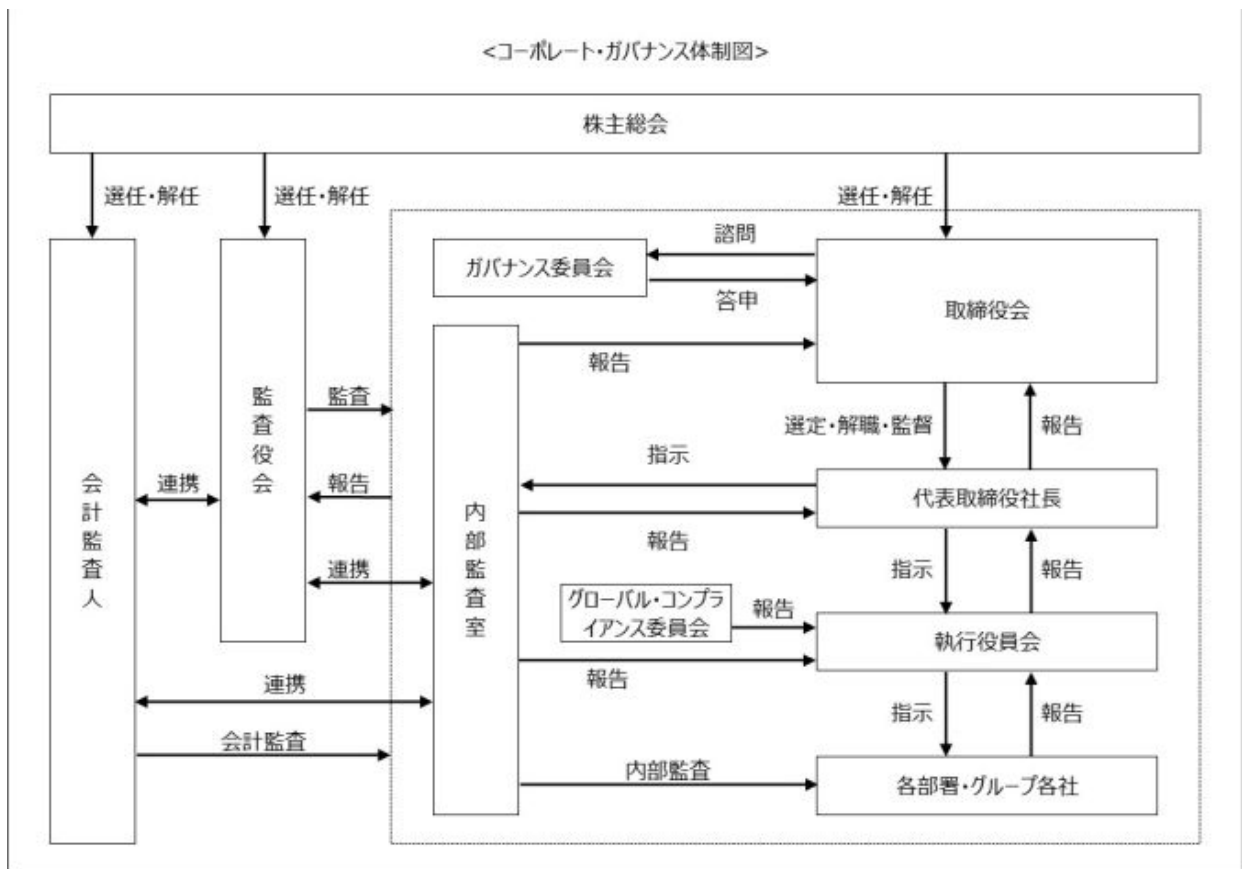 <コーポレート・ガバナンス体制図>
株主総会
選任・解任
選任・解任
選任・解任
会計監査人
監査役会
ガバナンス委員会
諮問
答申
取締役会
報告
監査
選定・解職・監督
報告
指示
連携
報告
内部監査室
代表取締役社長
報告
連携
指示
報告
グローバル・コンプラ
イアンス委員会
報告
執行役員会
報告
連携
指示
報告
会計監査
内部監査
各部署・グループ各社